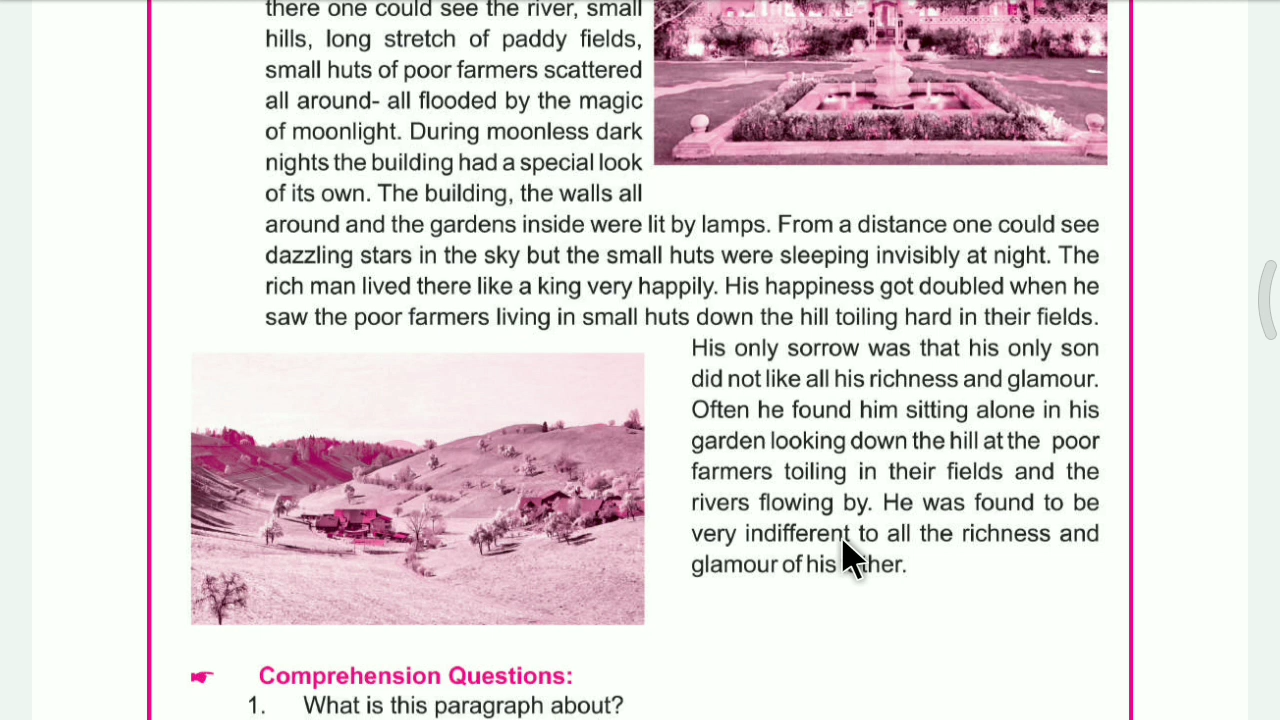 there one could see the river, small
hills, long stretch of paddy fields,
small huts of poor farmers scattered
all around- all flooded by the magic
of moonlight. During moonless dark
nights the building had a special look
of its own. The building, the walls all
around and the gardens inside were lit by lamps. From a distance one could see
dazzling stars in the sky but the small huts were sleeping invisibly at night. The
rich man lived there like a king very happily. His happiness got doubled when he
saw the poor farmers living in small huts down the hill toiling hard in their fields.
His only sorrow was that his only son
did not like all his richness and glamour.
Often he found him sitting alone in his
garden looking down the hill at the poor
farmers toiling in their fields and the
rivers flowing by. He was found to be
very indifferent to all the richness and
glamour of his
Comprehension Questions:
1. What is this paragraph about?